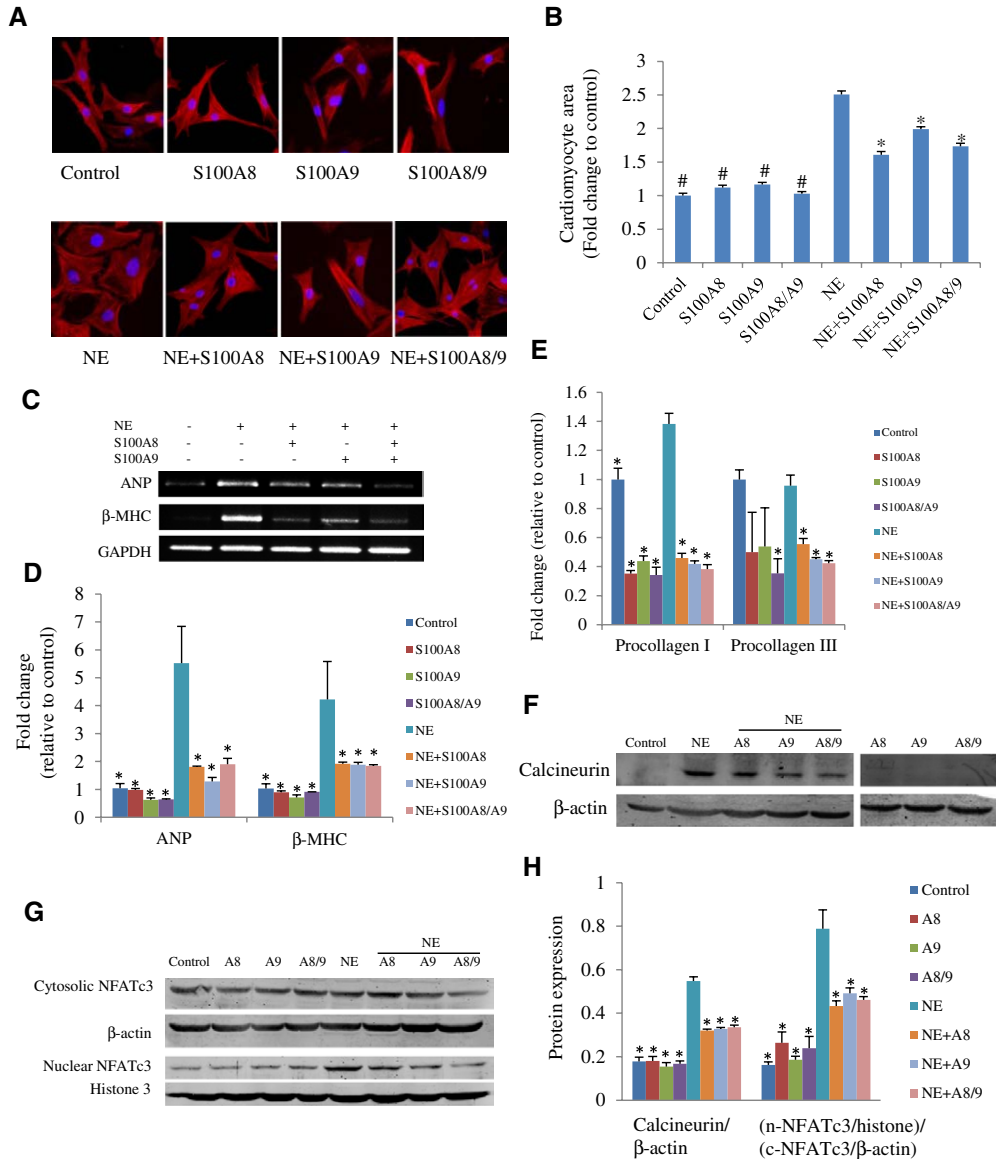 A
Control S100A8 S100A9 S100A8/9
NE NE+S100A8 NE+S100A9 NE+S100A8/9
B
Cardiomyocyte area
(Fold change to control)
3
2.5
2
1.5
1
0.5
0
# # # # * * *
Control S100A8 S100A9 S100A8/A9 NE NE+S100A8 NE+S100A9 NE+S100A8/9
C
NE - + + + +
S100A8 - - + - +
S100A9 - - - + +
ANP
β-MHC
GAPDH
D
Fold change
(relative to control)
8
7
6
5
4
3
2
1
0
* * * * * * * * * * * * * *
ANP β-MHC
Control
S100A8
S100A9
S100A8/A9
NE
NE+S100A8
NE+S100A9
NE+S100A8/A9
E
Fold change (relative to control)
1.6
1.4
1.2
1
0.8
0.6
0.4
0.2
0
* * * * * * * * * * *
Procollagen I Procollagen III
Control
S100A8
S100A9
S100A8/A9
NE
NE+S100A8
NE+S100A9
NE+S100A8/A9
F
NE
Control NE A8 A9 A8/9 A8 A9 A8/9
Calcineurin
β-actin
G
NE
Control A8 A9 A8/9 NE A8 A9 A8/9
Cytosolic NFATc3
β-actin
Nuclear NFATc3
Histone 3
H
Protein expression
1
0.8
0.6
0.4
0.2
0
* * * * * * * * * * * * * *
Calcineurin/
β-actin
(n-NFATc3/histone)/
(c-NFATc3/β-actin)
Control
A8
A9
A8/9
NE
NE+A8
NE+A9
NE+A8/9